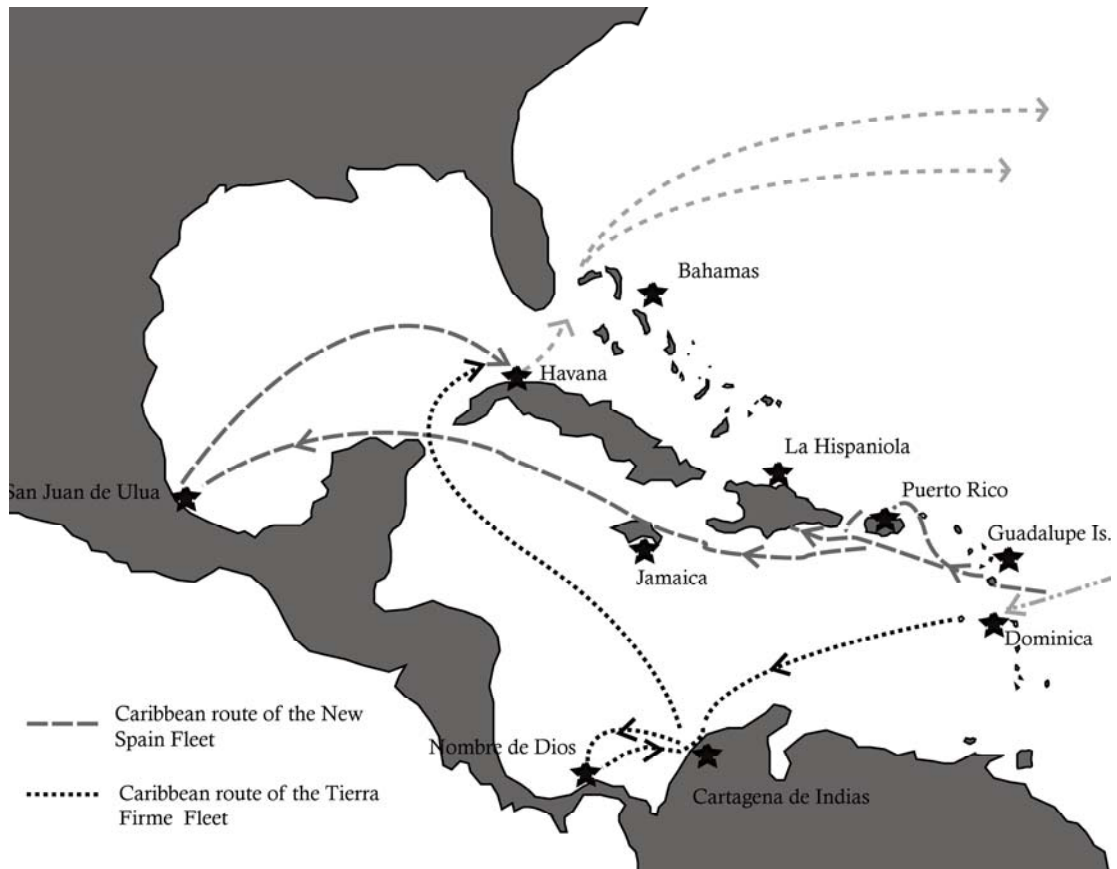 Bahamas
Havana
La Hispaniola
San Juan de Ulua
Puerto Rico
Guadalupe Is.
Jamaica
Dominica
Caribbean route of the New
Spain Fleet
Nombre de Dios
Caribbean route of the Tierra
Firme Fleet
Cartagena de Indias